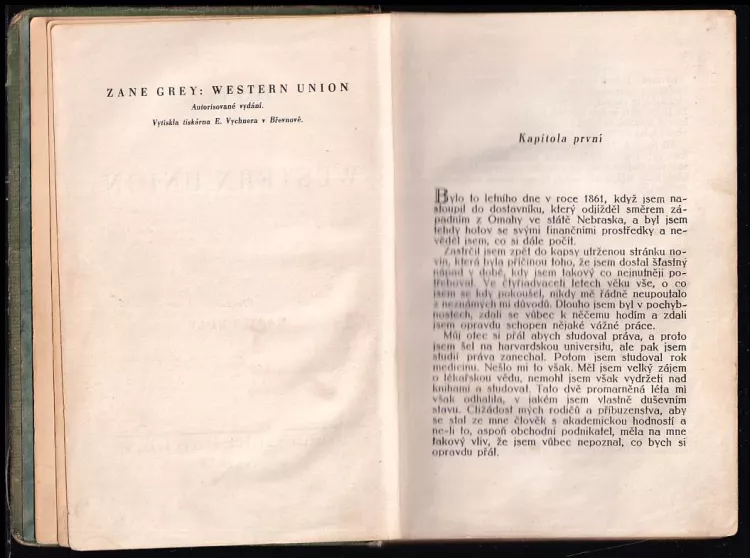 ZANE GREY: WESTERN UNION
Autorisované vydání.
Vytiskla tiskárna E. Vychnera v Břevnově.
Kapitola první
Bylo to letního dne v roce 1861, když jsem na-
stoupil do dostavníku, který odjížděl směrem zá-
padním z Omahy ve státě Nebraska, a byl jsem
tehdy hotov se svými finančními prostředky a ne-
věděl jsem, co si dále počít.
Zastrčil jsem zpět do kapsy utrženou stránku no-
vin, která byla příčinou toho, že jsem dostal šťastný
nápad v době, kdy jsem takový co nejnutněji po-
třeboval. Ve čtyřiadvaceti letech věku vše, o co
jsem se kdy pokoušel, nikdy mě řádně neupoutalo
z neznámých mi důvodů. Dlouho jsem byl v pochyb-
nostech, zdali se vůbec k něčemu hodím a zdali
jsem opravdu schopen nějaké vážné práce.
Můj otec si přál abych studoval práva, a proto
jsem šel na harvardskou universitu, ale pak jsem
studií práva zanechal. Potom jsem studoval rok
medicinu. Nešlo mi to však. Měl jsem velký zájem
o lékařskou vědu, nemohl jsem však vydržeti nad
knihami a studovat. Tato dvě promarněná léta mi
však odhalila, v jakém jsem vlastně duševním
stavu. Ctižádost mých rodičů a příbuzenstva, aby
se stal ze mne člověk s akademickou hodností a
ne-li to, aspoň obchodní podnikatel, měla na mne
takový vliv, že jsem vůbec nepoznal, co bych si
opravdu přál.